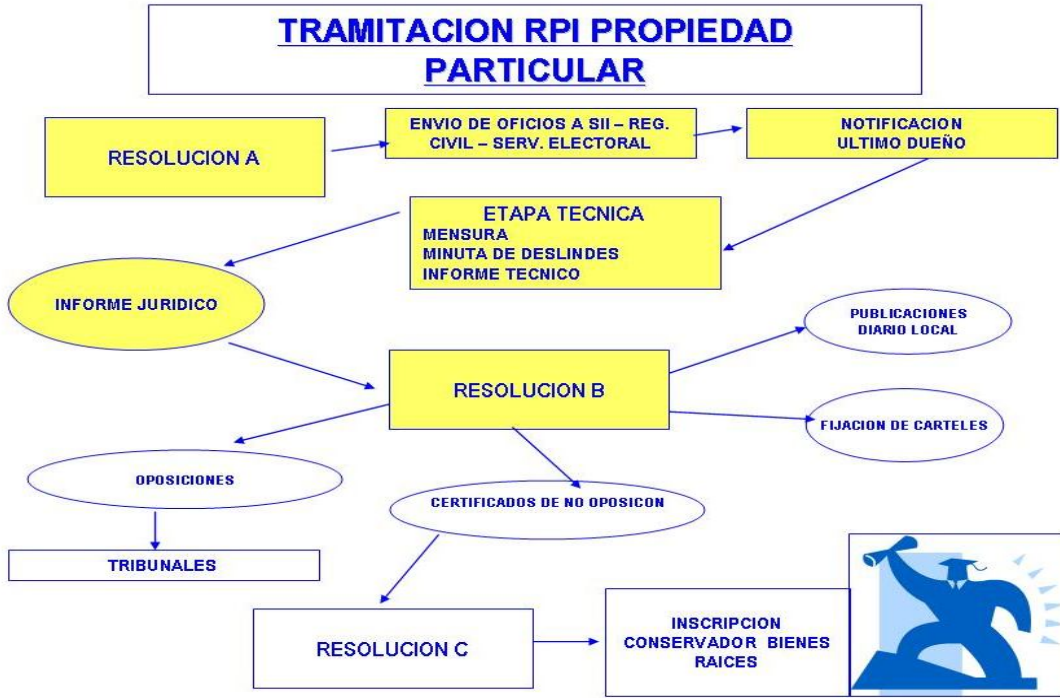 TRAMITACION RPI PROPIEDAD
PARTICULAR
RESOLUCION A
ENVIO DE OFICIOS A SII – REG.
CIVIL – SERV. ELECTORAL
NOTIFICACION
ULTIMO DUEÑO
ETAPA TECNICA
MENSURA
MINUTA DE DESLINDES
INFORME TECNICO
INFORME JURIDICO
PUBLICACIONES
DIARIO LOCAL
RESOLUCION B
FIJACION DE CARTELES
OPOSICIONES
CERTIFICADOS DE NO OPOSICON
TRIBUNALES
RESOLUCION C
INSCRIPCION
CONSERVADOR BIENES
RAICES